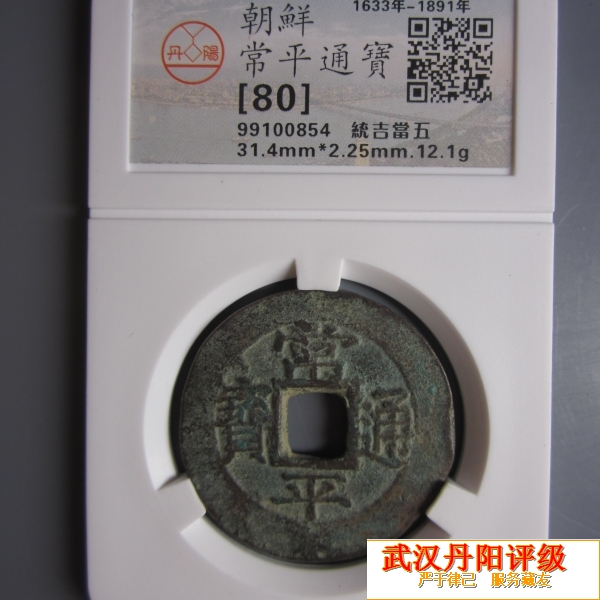 1633年-1891年
朝鮮
丹陽
常平通寶
[80]
99100854 統吉當五
31.4mm*2.25mm.12.1g
常
寶通
平
武汉丹阳评级
严于律己 服务藏友